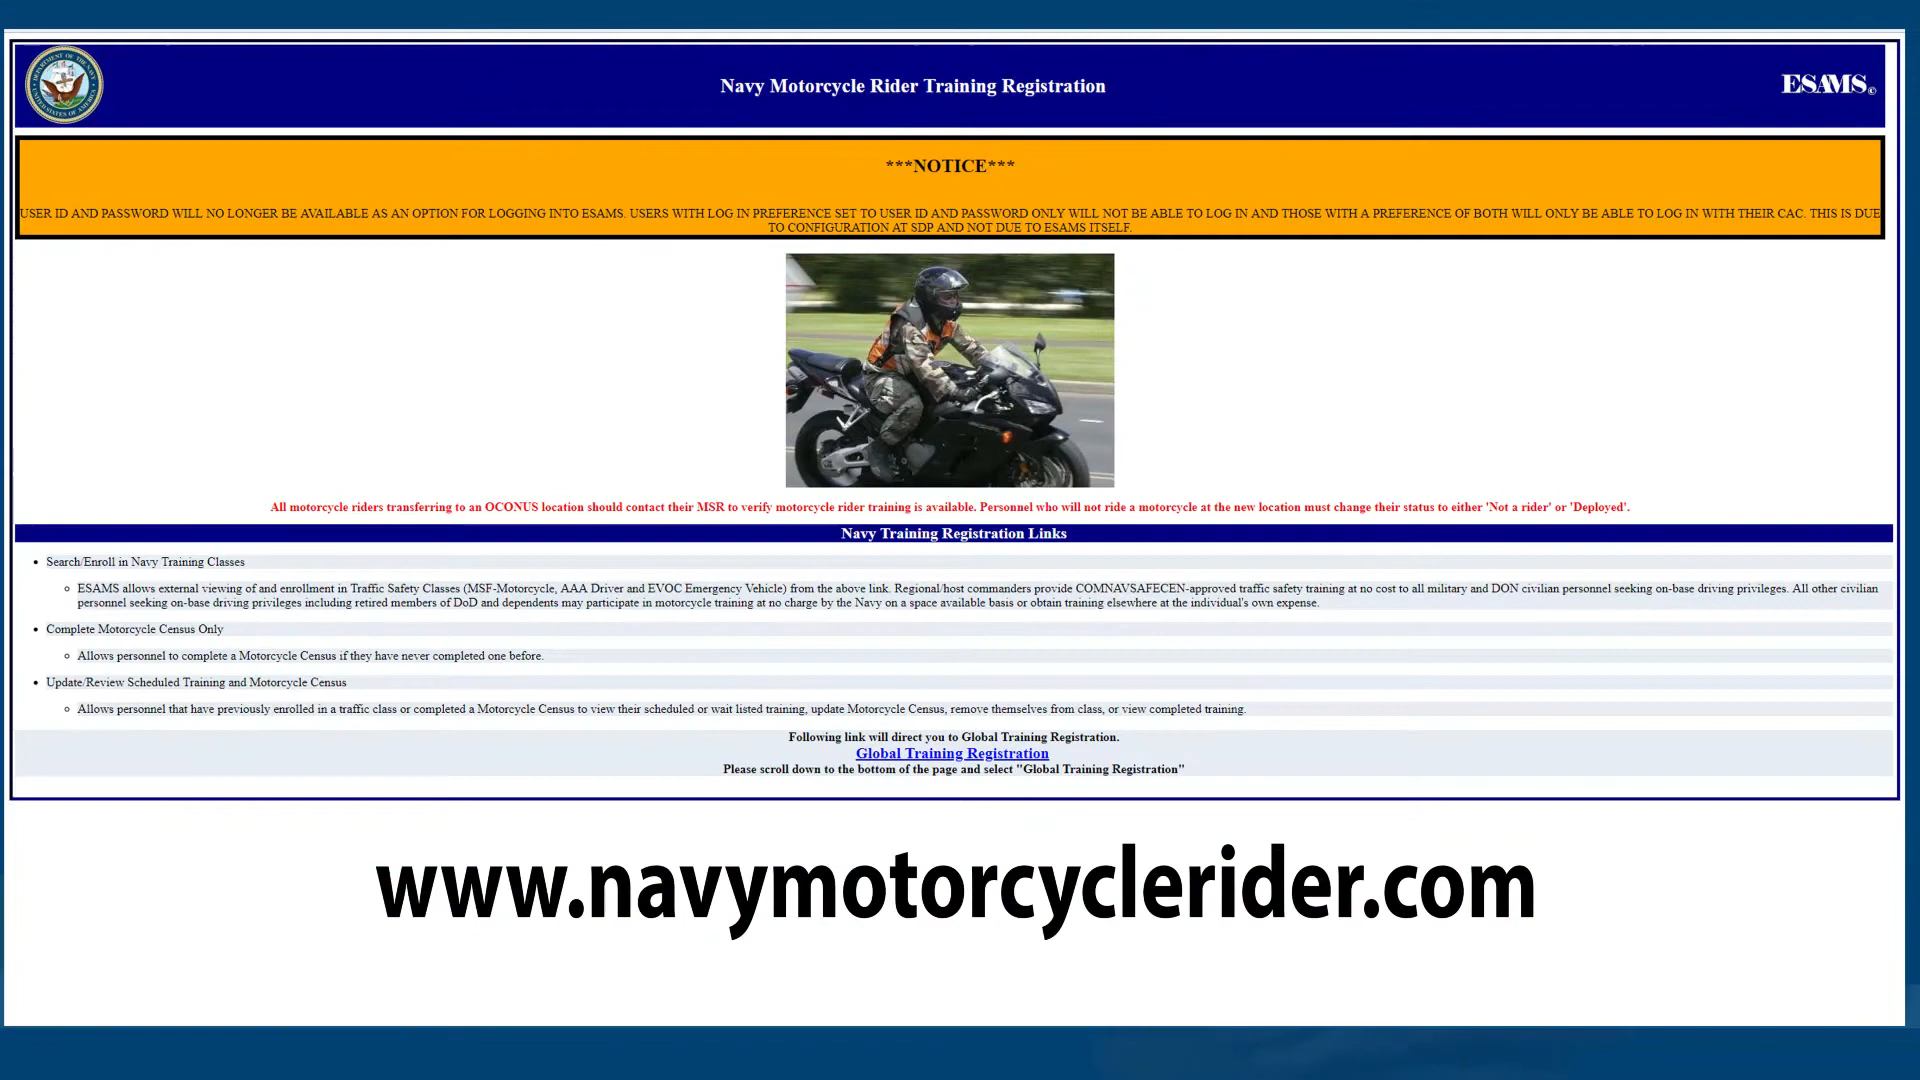 Navy Motorcycle Rider Training Registration
ESAMS©
***NOTICE***
USER ID AND PASSWORD WILL NO LONGER BE AVAILABLE AS AN OPTION FOR LOGGING INTO ESAMS. USERS WITH LOG IN PREFERENCE SET TO USER ID AND PASSWORD ONLY WILL NOT BE ABLE TO LOG IN AND THOSE WITH A PREFERENCE OF BOTH WILL ONLY BE ABLE TO LOG IN WITH THEIR CAC. THIS IS DUE
TO CONFIGURATION AT SDP AND NOT DUE TO ESAMS ITSELF.
All motorcycle riders transferring to an OCONUS location should contact their MSR to verify motorcycle rider training is available. Personnel who will not ride a motorcycle at the new location must change their status to either 'Not a rider' or 'Deployed'.
Navy Training Registration Links
Search/Enroll in Navy Training Classes
ESAMS allows external viewing of and enrollment in Traffic Safety Classes (MSF-Motorcycle, AAA Driver and EVOC Emergency Vehicle) from the above link. Regional/host commanders provide COMNAVSAFECEN-approved traffic safety training at no cost to all military and DON civilian personnel seeking on-base driving privileges. All other civilian
personnel seeking on-base driving privileges including retired members of DoD and dependents may participate in motorcycle training at no charge by the Navy on a space available basis or obtain training elsewhere at the individual's own expense.
Complete Motorcycle Census Only
Allows personnel to complete a Motorcycle Census if they have never completed one before.
Update/Review Scheduled Training and Motorcycle Census
Allows personnel that have previously enrolled in a traffic class or completed a Motorcycle Census to view their scheduled or wait listed training, update Motorcycle Census, remove themselves from class, or view completed training.
Following link will direct you to Global Training Registration.
Global Training Registration
Please scroll down to the bottom of the page and select "Global Training Registration"
www.navymotorcyclerider.com